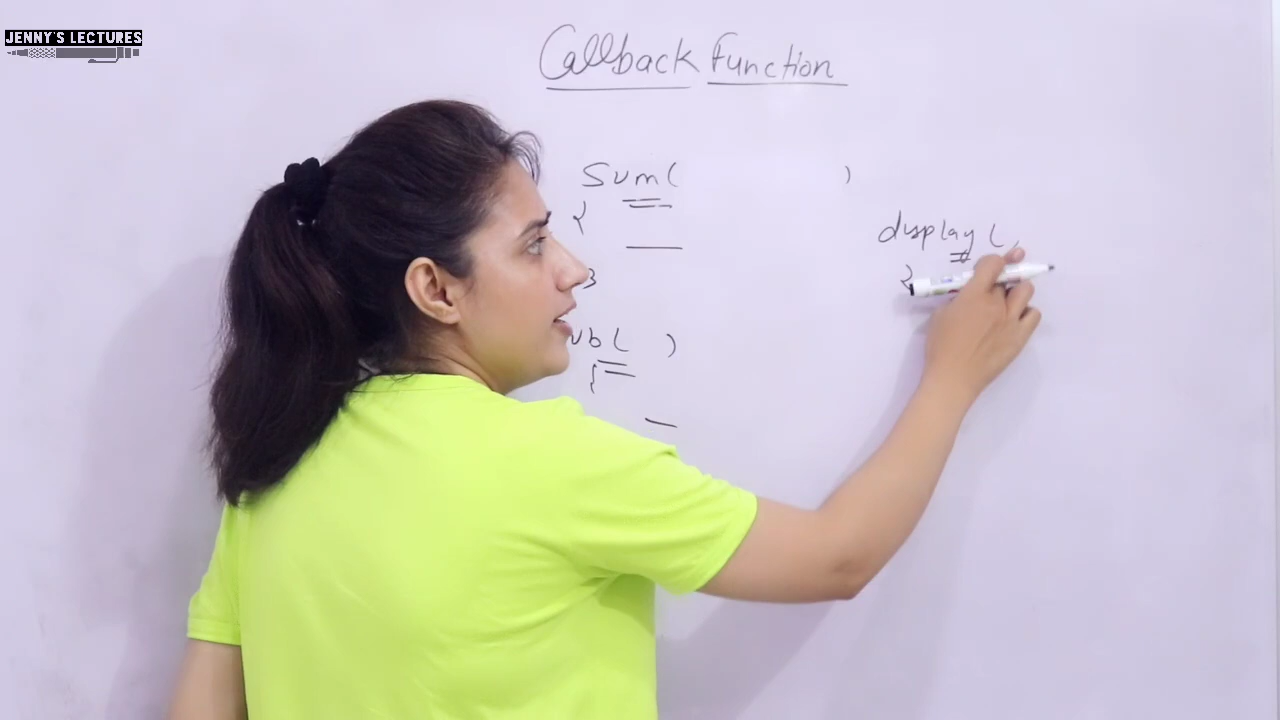 JENNY'S LECTURES
Callback Function
Sum( )
{
display(
{
}
ub( )
{